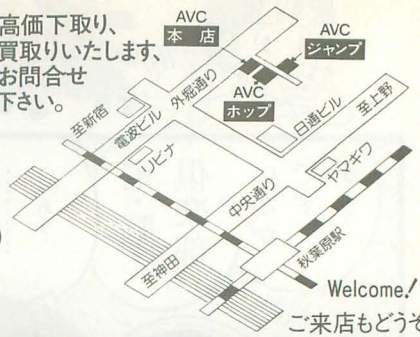 高価下取り、
買取りいたします、
お問合せ
下さい。
AVC
本店
AVC
ジャンプ
AVC
ホップ
外堀通り
至新宿
電波ビル
リビナ
日通ビル
至上野
ヤマギワ
中央通り
秋葉原駅
至神田
Welcome!
ご来店もどうぞ